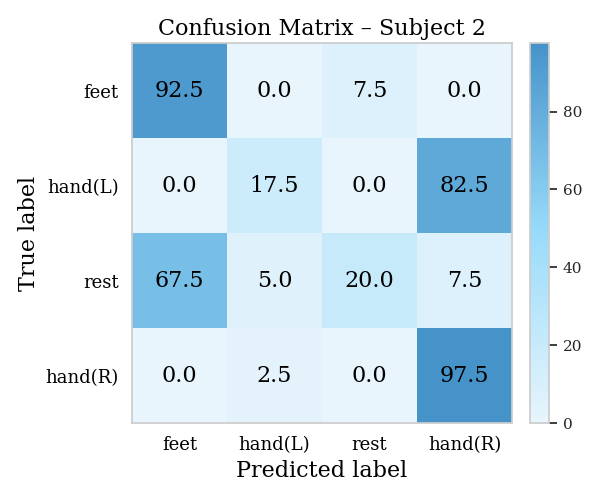 Confusion Matrix – Subject 2
feet 92.5 0.0 7.5 0.0
hand(L) 0.0 17.5 0.0 82.5
rest 67.5 5.0 20.0 7.5
hand(R) 0.0 2.5 0.0 97.5
feet hand(L) rest hand(R)
Predicted label
True label
80
60
40
20
0